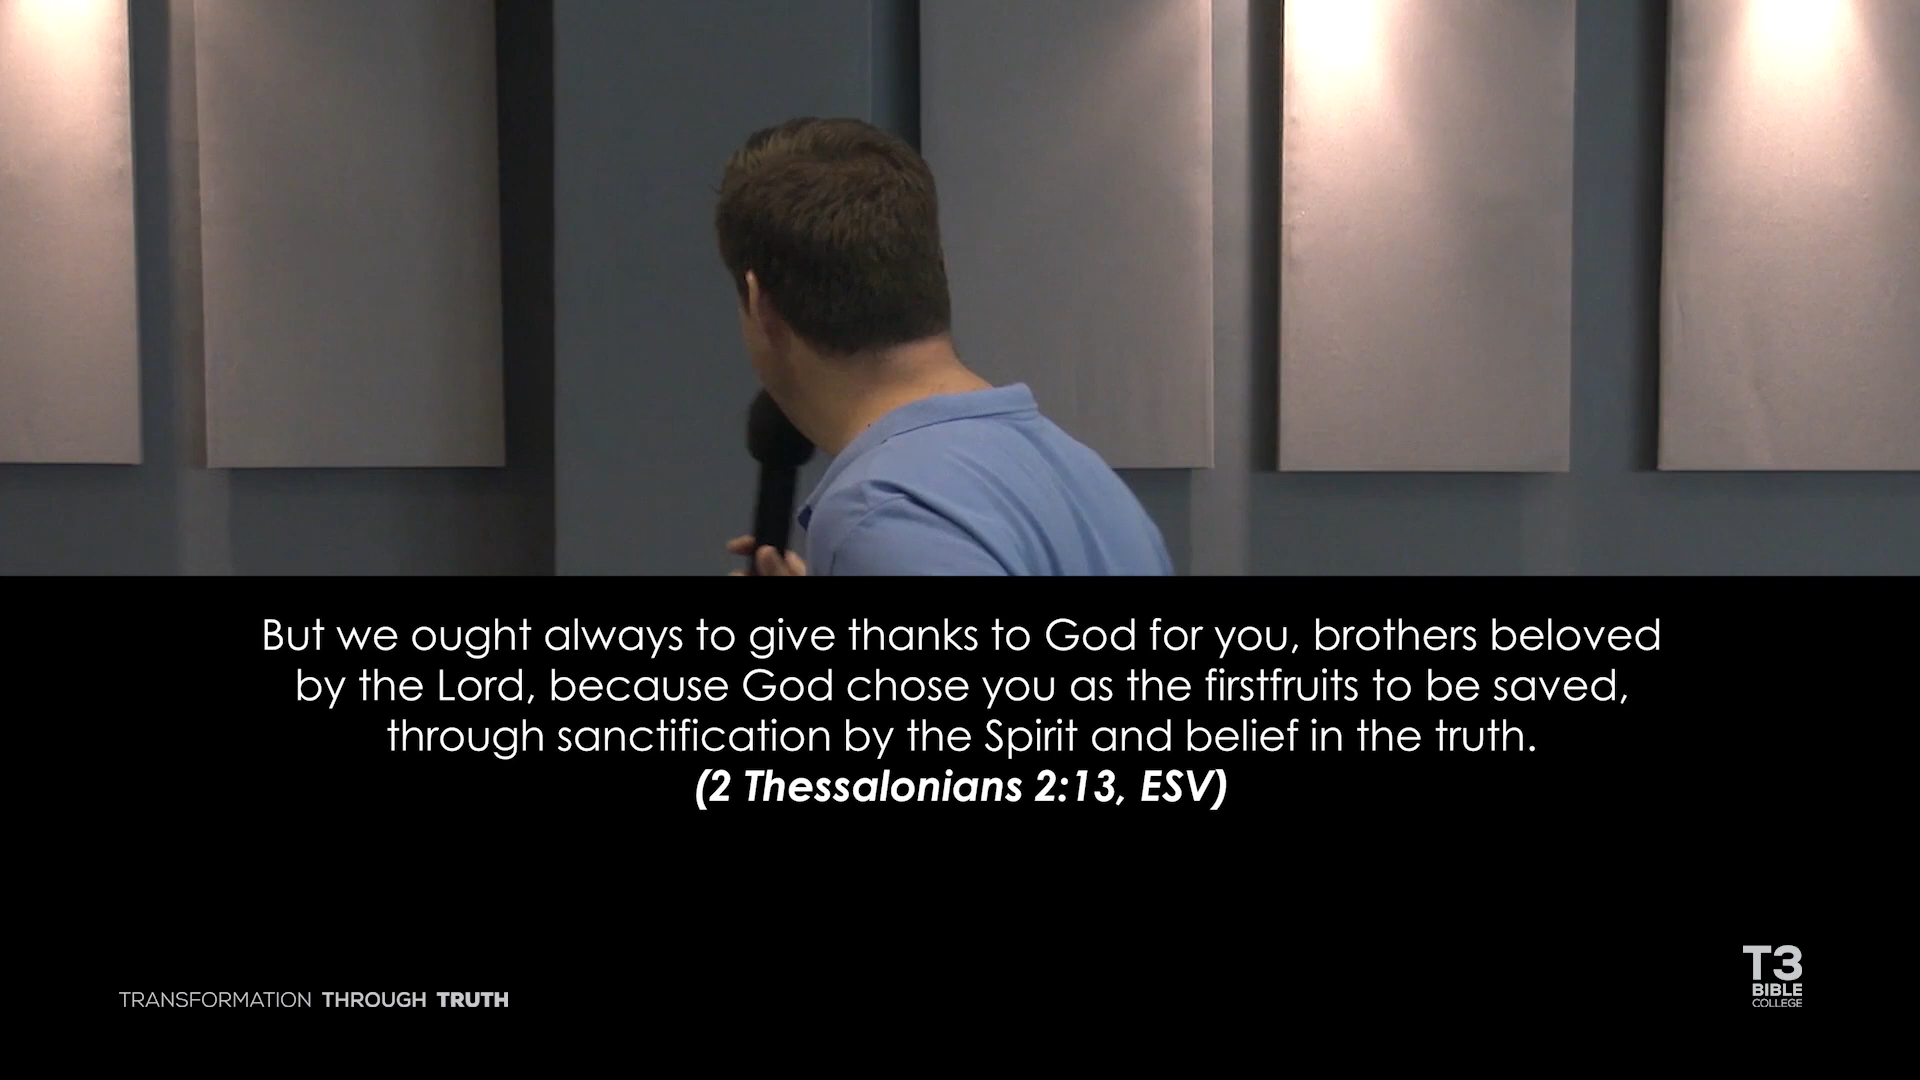 But we ought always to give thanks to God for you, brothers beloved
by the Lord, because God chose you as the firstfruits to be saved,
through sanctification by the Spirit and belief in the truth.
(2 Thessalonians 2:13, ESV)
TRANSFORMATION THROUGH TRUTH
T3
BIBLE
COLLEGE